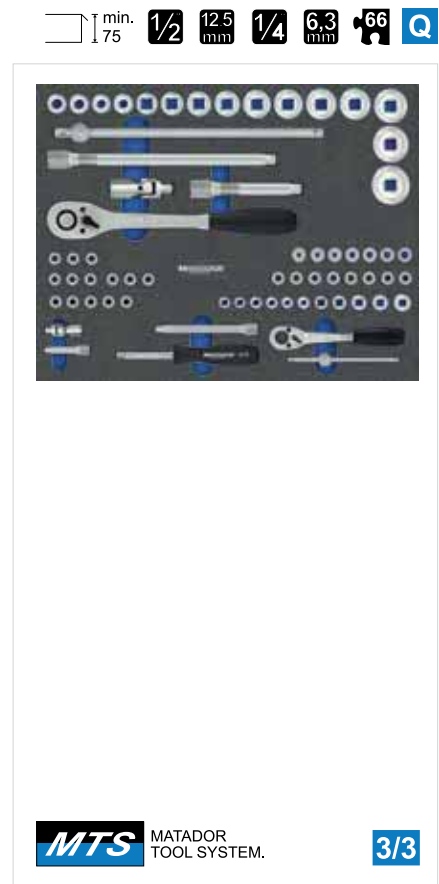 min.
75
1/2
12.5
mm
1/4
6,3
mm
66
Q
MTS
MATADOR
TOOL SYSTEM.
3/3